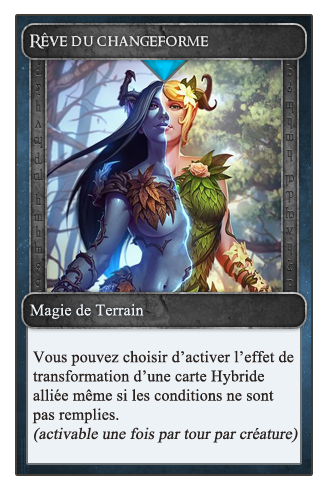 RÊVE DU CHANGEFORME
Magie de Terrain
Vous pouvez choisir d'activer l'effet de
transformation d'une carte Hybride
alliée même si les conditions ne sont
pas remplies.
(activable une fois par tour par créature)